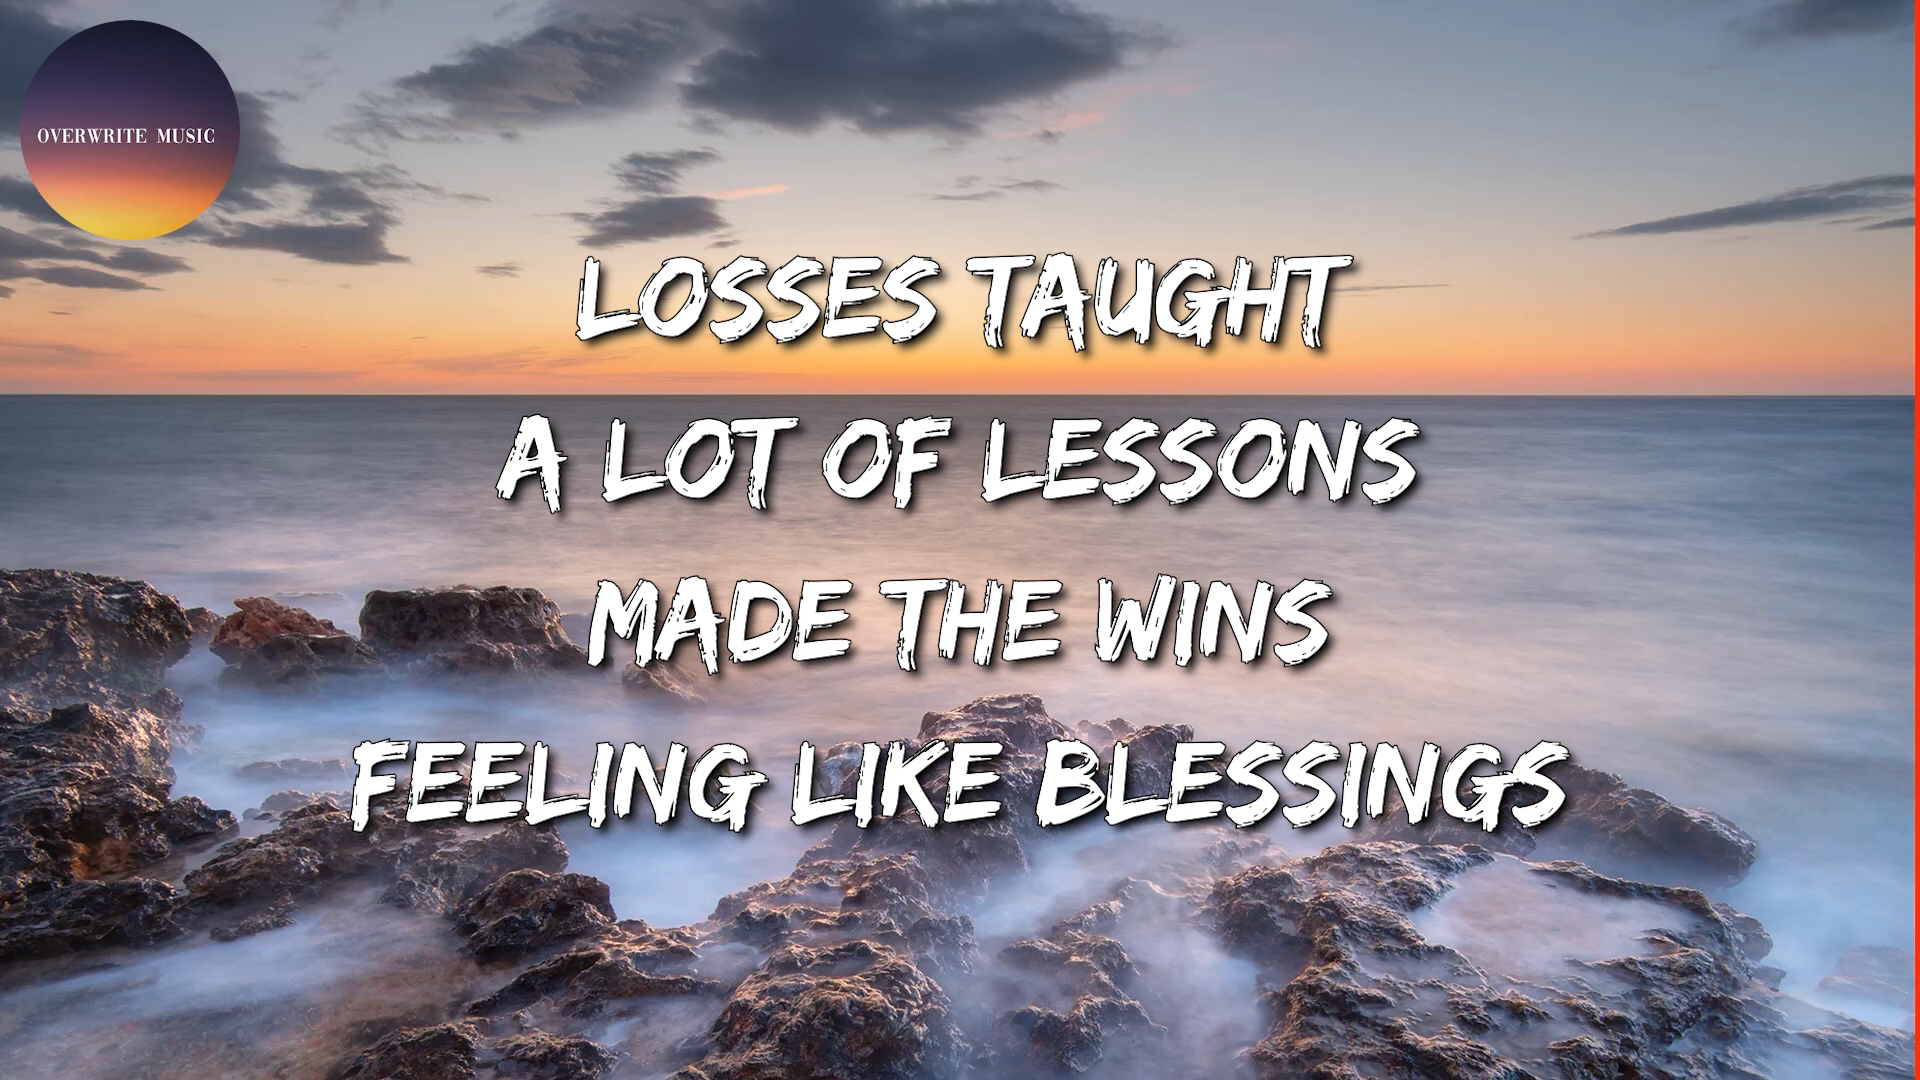 OVERWRITE MUSIC
LOSSES TAUGHT
A LOT OF LESSONS
MADE THE WINS
FEELING LIKE BLESSINGS